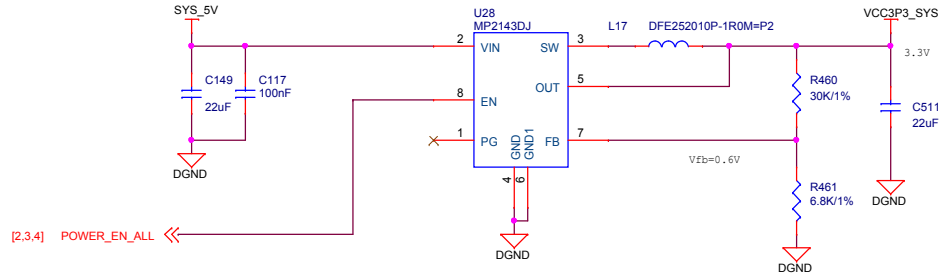 SYS_5V
U28
MP2143DJ
L17 DFE252010P-1R0M=P2
VCC3P3_SYS
2 VIN SW 3
3.3V
C149
22uF
C117
100nF
OUT 5
R460
30K/1%
8 EN
C511
22uF
1 PG
GND
GND1
FB 7
Vfb=0.6V
4
6
DGND
R461
6.8K/1%
DGND
[2,3,4] POWER_EN_ALL
DGND
DGND